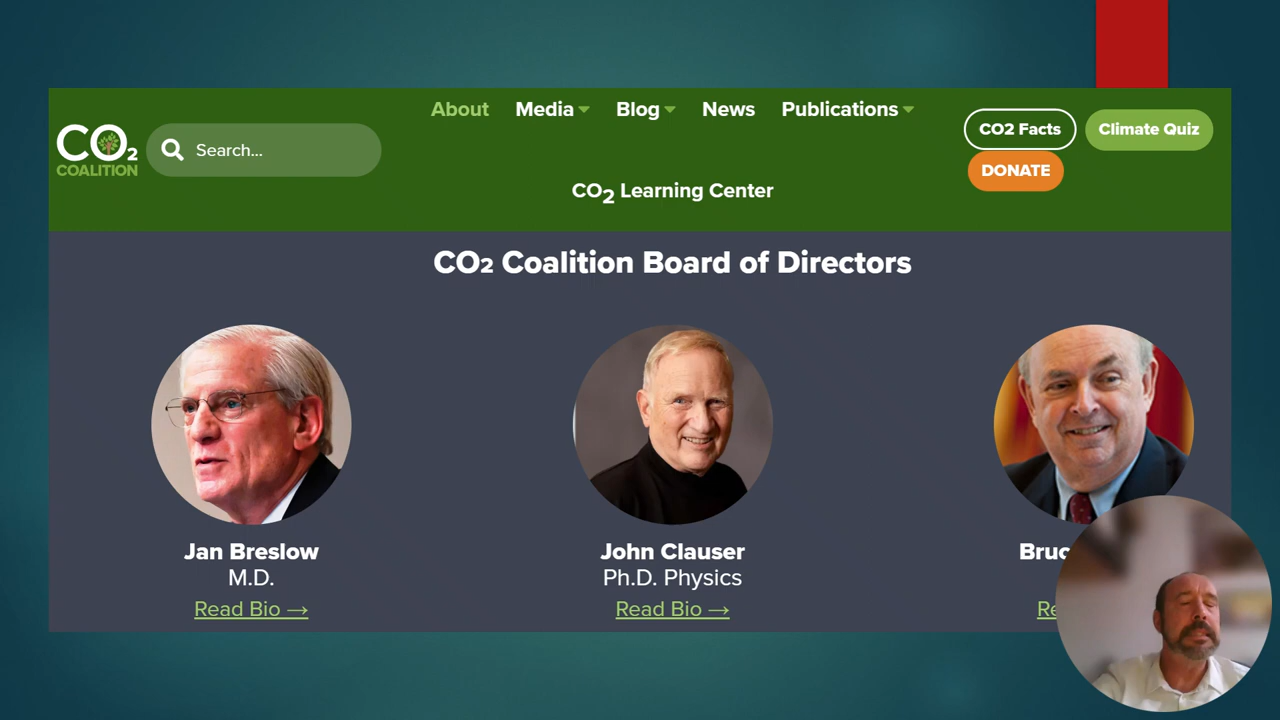 CO2
COALITION
Search...
About Media Blog News Publications
CO2 Learning Center
CO2 Facts
Climate Quiz
DONATE
CO2 Coalition Board of Directors
Jan Breslow
M.D.
Read Bio →
John Clauser
Ph.D. Physics
Read Bio →